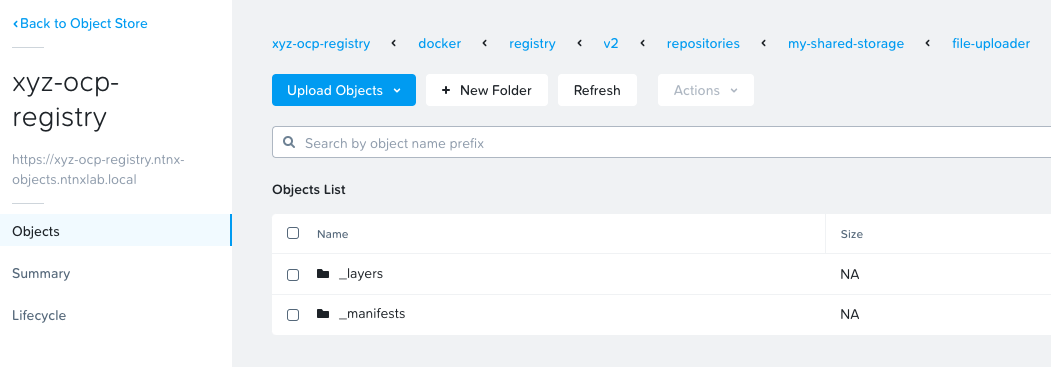 ‹Back to Object Store
xyz-ocp-
registry
https://xyz-ocp-registry.ntnx-
objects.ntnxlab.local
Objects
Summary
Lifecycle
xyz-ocp-registry ‹ docker ‹ registry ‹ v2 ‹ repositories ‹ my-shared-storage ‹ file-uploader
Upload Objects + New Folder Refresh Actions
Search by object name prefix
Objects List
Name Size
_layers NA
_manifests NA